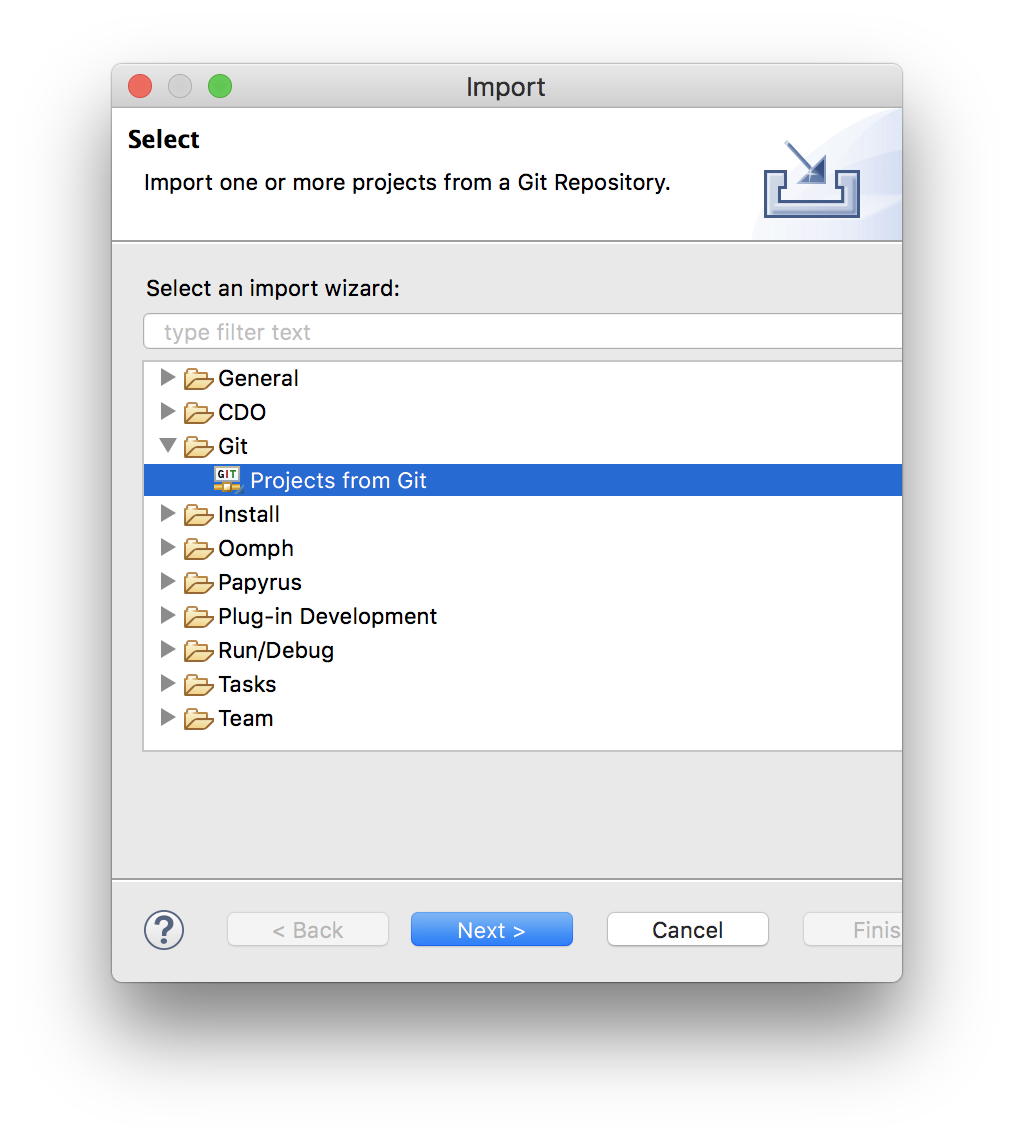 Import
Select
Import one or more projects from a Git Repository.
Select an import wizard:
type filter text
General
CDO
Git
GIT Projects from Git
Install
Oomph
Papyrus
Plug-in Development
Run/Debug
Tasks
Team
? < Back Next > Cancel Finis